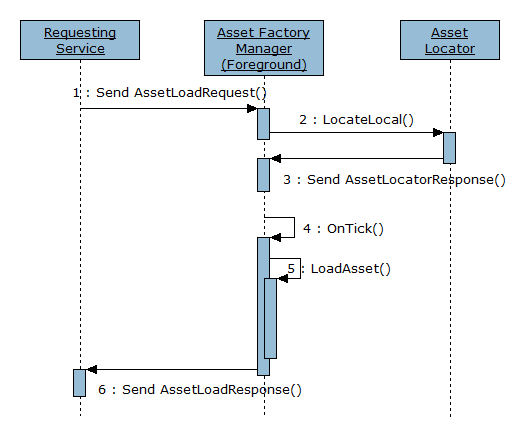 Requesting
Service
Asset Factory
Manager
(Foreground)
Asset
Locator
1 : Send AssetLoadRequest()
2 : LocateLocal()
3 : Send AssetLocatorResponse()
4 : OnTick()
5 : LoadAsset()
6 : Send AssetLoadResponse()